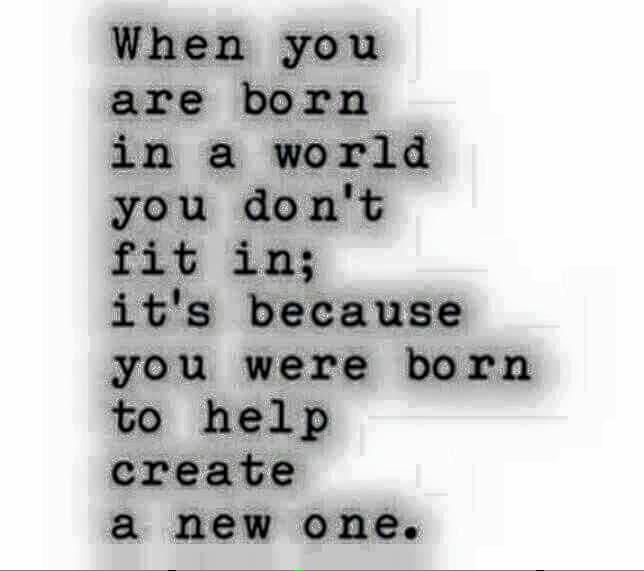 When you
are born
in a world
you don't
fit in;
it's because
you were born
to help
create
a new one.